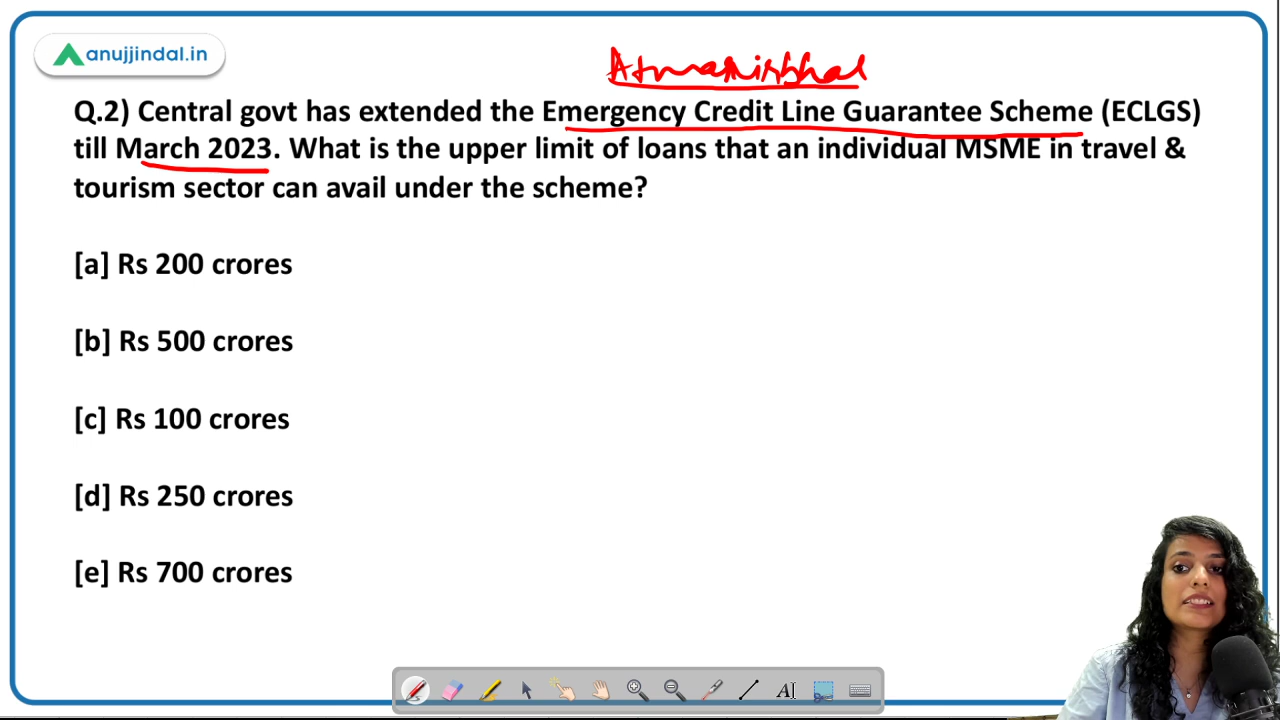 anujjindal.in
Atmanirbhar
Q.2) Central govt has extended the Emergency Credit Line Guarantee Scheme (ECLGS)
till March 2023. What is the upper limit of loans that an individual MSME in travel &
tourism sector can avail under the scheme?
[a] Rs 200 crores
[b] Rs 500 crores
[c] Rs 100 crores
[d] Rs 250 crores
[e] Rs 700 crores